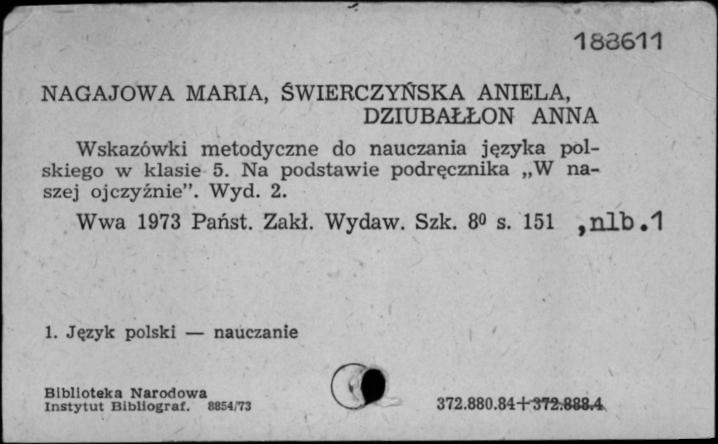 188611
NAGAJOWA MARIA, ŚWIERCZYŃSKA ANIELA,
DZIUBAŁŁON ANNA
Wskazówki metodyczne do nauczania języka pol-
skiego w klasie 5. Na podstawie podręcznika „W na-
szej ojczyźnie”. Wyd. 2.
Wwa 1973 Państ. Zakł. Wydaw. Szk. 8⁰ s. 151 ,nlb.1
1. Język polski — nauczanie
Biblioteka Narodowa
Instytut Bibliograf. 8854/73
372.880.84+372.888.4